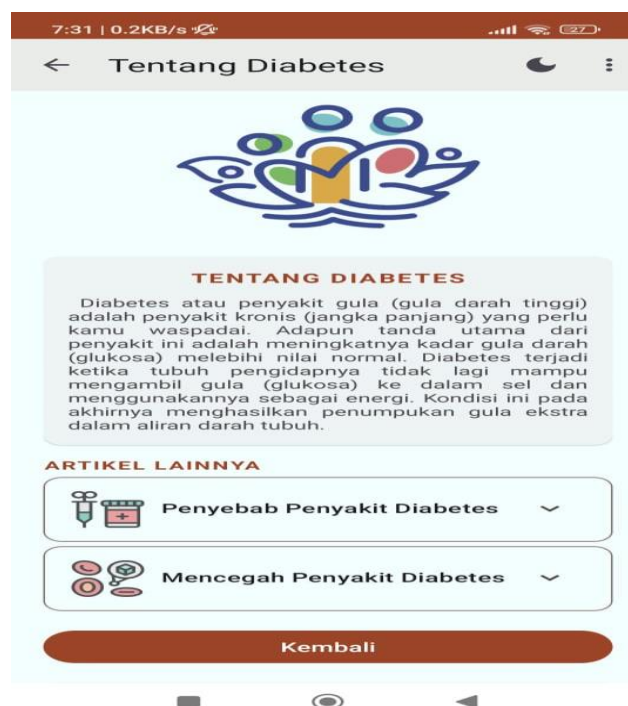 7:31 | 0.2KB/s
27
Tentang Diabetes
TENTANG DIABETES
Diabetes atau penyakit gula (gula darah tinggi)
adalah penyakit kronis (jangka panjang) yang perlu
kamu waspadai. Adapun tanda utama dari
penyakit ini adalah meningkatnya kadar gula darah
(glukosa) melebihi nilai normal. Diabetes terjadi
ketika tubuh pengidapnya tidak lagi mampu
mengambil gula (glukosa) ke dalam sel dan
menggunakannya sebagai energi. Kondisi ini pada
akhirnya menghasilkan penumpukan gula ekstra
dalam aliran darah tubuh.
ARTIKEL LAINNYA
Penyebab Penyakit Diabetes
Mencegah Penyakit Diabetes
Kembali